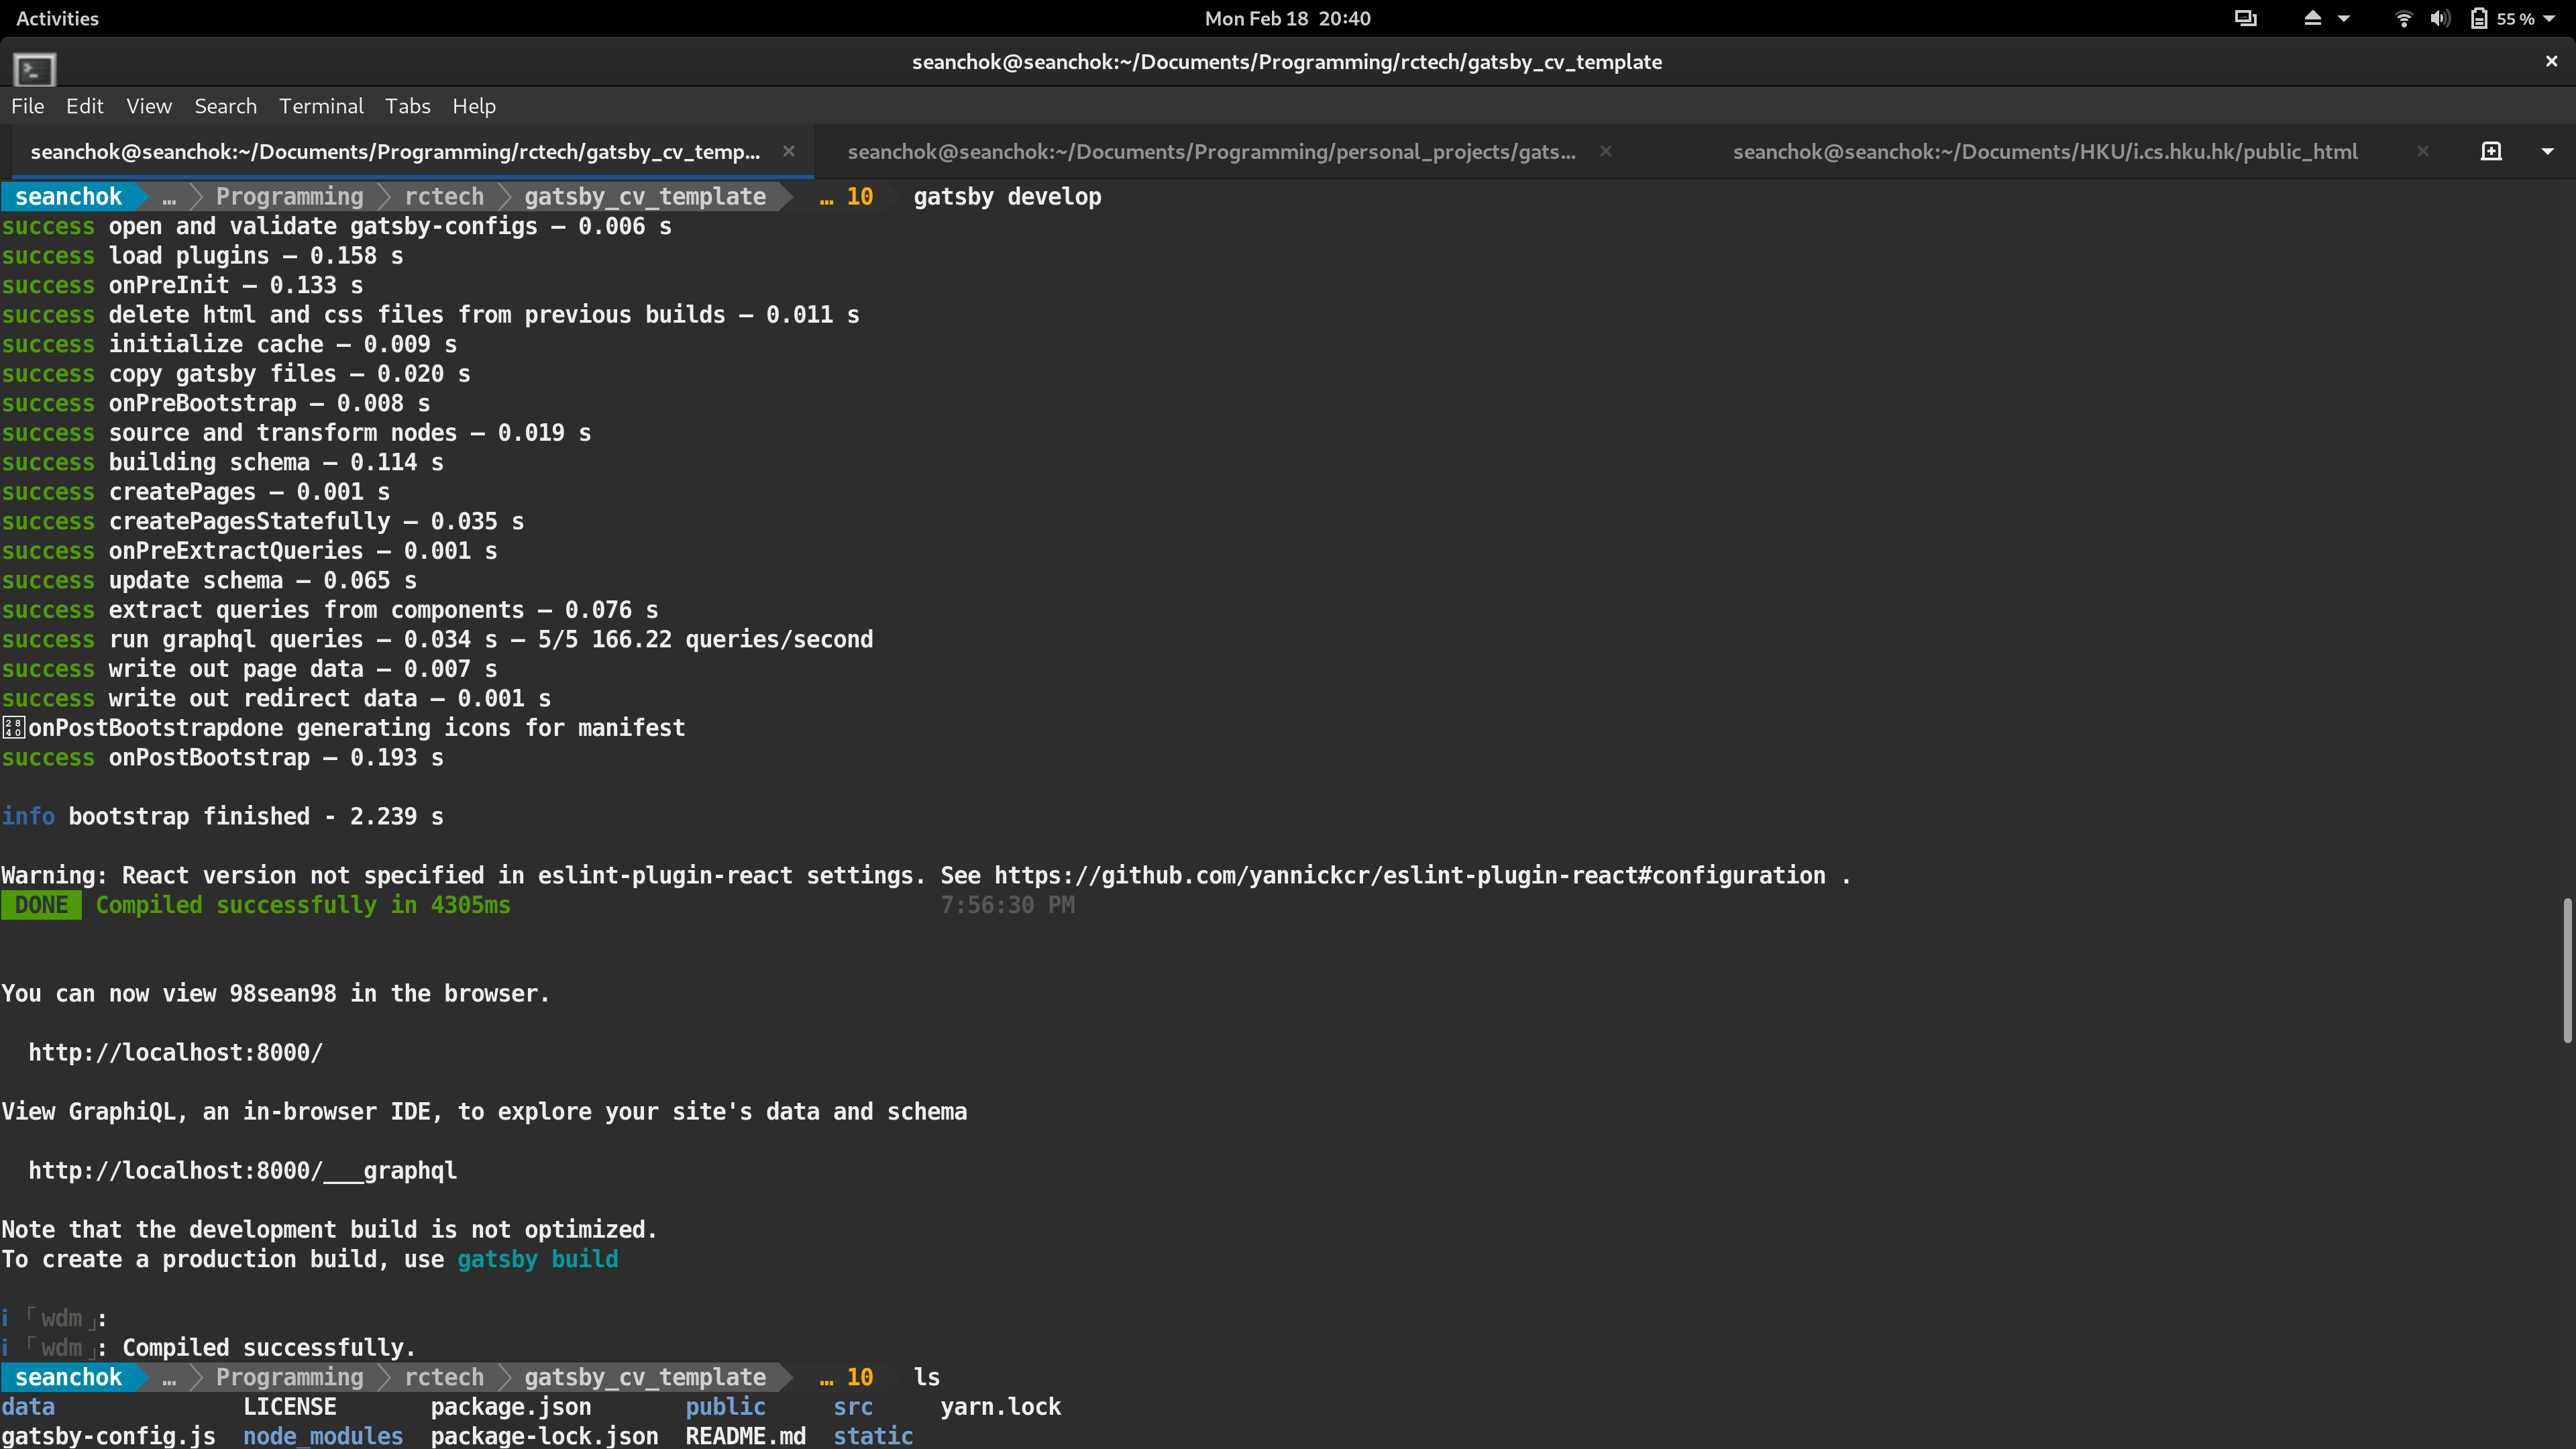 Activities
Mon Feb 18 20:40
55 %
seanchok@seanchok:~/Documents/Programming/rctech/gatsby_cv_template
File Edit View Search Terminal Tabs Help
seanchok@seanchok:~/Documents/Programming/rctech/gatsby_cv_temp...
seanchok@seanchok:~/Documents/Programming/personal_projects/gats...
seanchok@seanchok:~/Documents/HKU/i.cs.hku.hk/public_html
seanchok … Programming rctech gatsby_cv_template … 10 gatsby develop
success open and validate gatsby-configs — 0.006 s
success load plugins — 0.158 s
success onPreInit — 0.133 s
success delete html and css files from previous builds — 0.011 s
success initialize cache — 0.009 s
success copy gatsby files — 0.020 s
success onPreBootstrap — 0.008 s
success source and transform nodes — 0.019 s
success building schema — 0.114 s
success createPages — 0.001 s
success createPagesStatefully — 0.035 s
success onPreExtractQueries — 0.001 s
success update schema — 0.065 s
success extract queries from components — 0.076 s
success run graphql queries — 0.034 s — 5/5 166.22 queries/second
success write out page data — 0.007 s
success write out redirect data — 0.001 s
⡀onPostBootstrapdone generating icons for manifest
success onPostBootstrap — 0.193 s
info bootstrap finished - 2.239 s
Warning: React version not specified in eslint-plugin-react settings. See https://github.com/yannickcr/eslint-plugin-react#configuration .
DONE Compiled successfully in 4305ms 7:56:30 PM
You can now view 98sean98 in the browser.
http://localhost:8000/
View GraphiQL, an in-browser IDE, to explore your site's data and schema
http://localhost:8000/___graphql
Note that the development build is not optimized.
To create a production build, use gatsby build
i ｢wdm｣:
i ｢wdm｣: Compiled successfully.
seanchok … Programming rctech gatsby_cv_template … 10 ls
data LICENSE package.json public src yarn.lock
gatsby-config.js node_modules package-lock.json README.md static